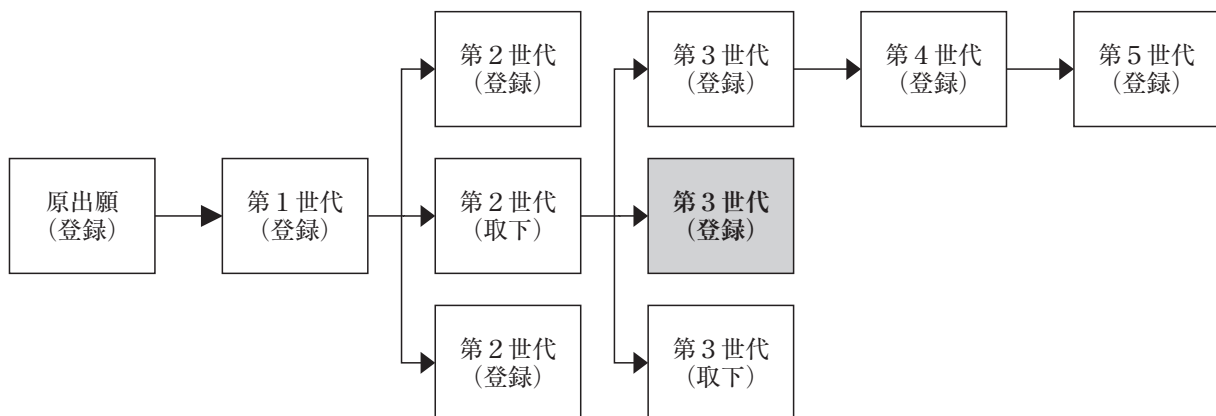 第2世代
(登録)
第3世代
(登録)
第4世代
(登録)
第5世代
(登録)
原出願
(登録)
第1世代
(登録)
第2世代
(取下)
第3世代
(登録)
第2世代
(登録)
第3世代
(取下)